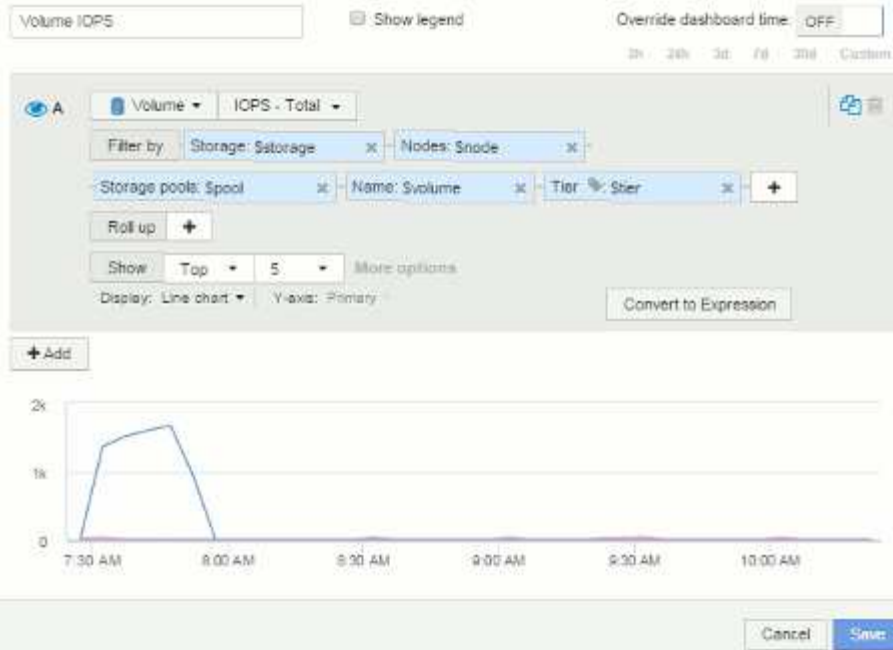 Volume IOPS Show legend Override dashboard time: OFF
3h 24h 3d 7d 30d Custom
A Volume IOPS - Total
Filter by Storage: $storage Nodes: $node
Storage pools: $pool Name: $volume Tier $tier +
Roll up +
Show Top 5 More options
Display: Line chart Y-axis: Primary
Convert to Expression
+ Add
2k
1k
0
7:30 AM 8:00 AM 8:30 AM 9:00 AM 9:30 AM 10:00 AM
Cancel Save